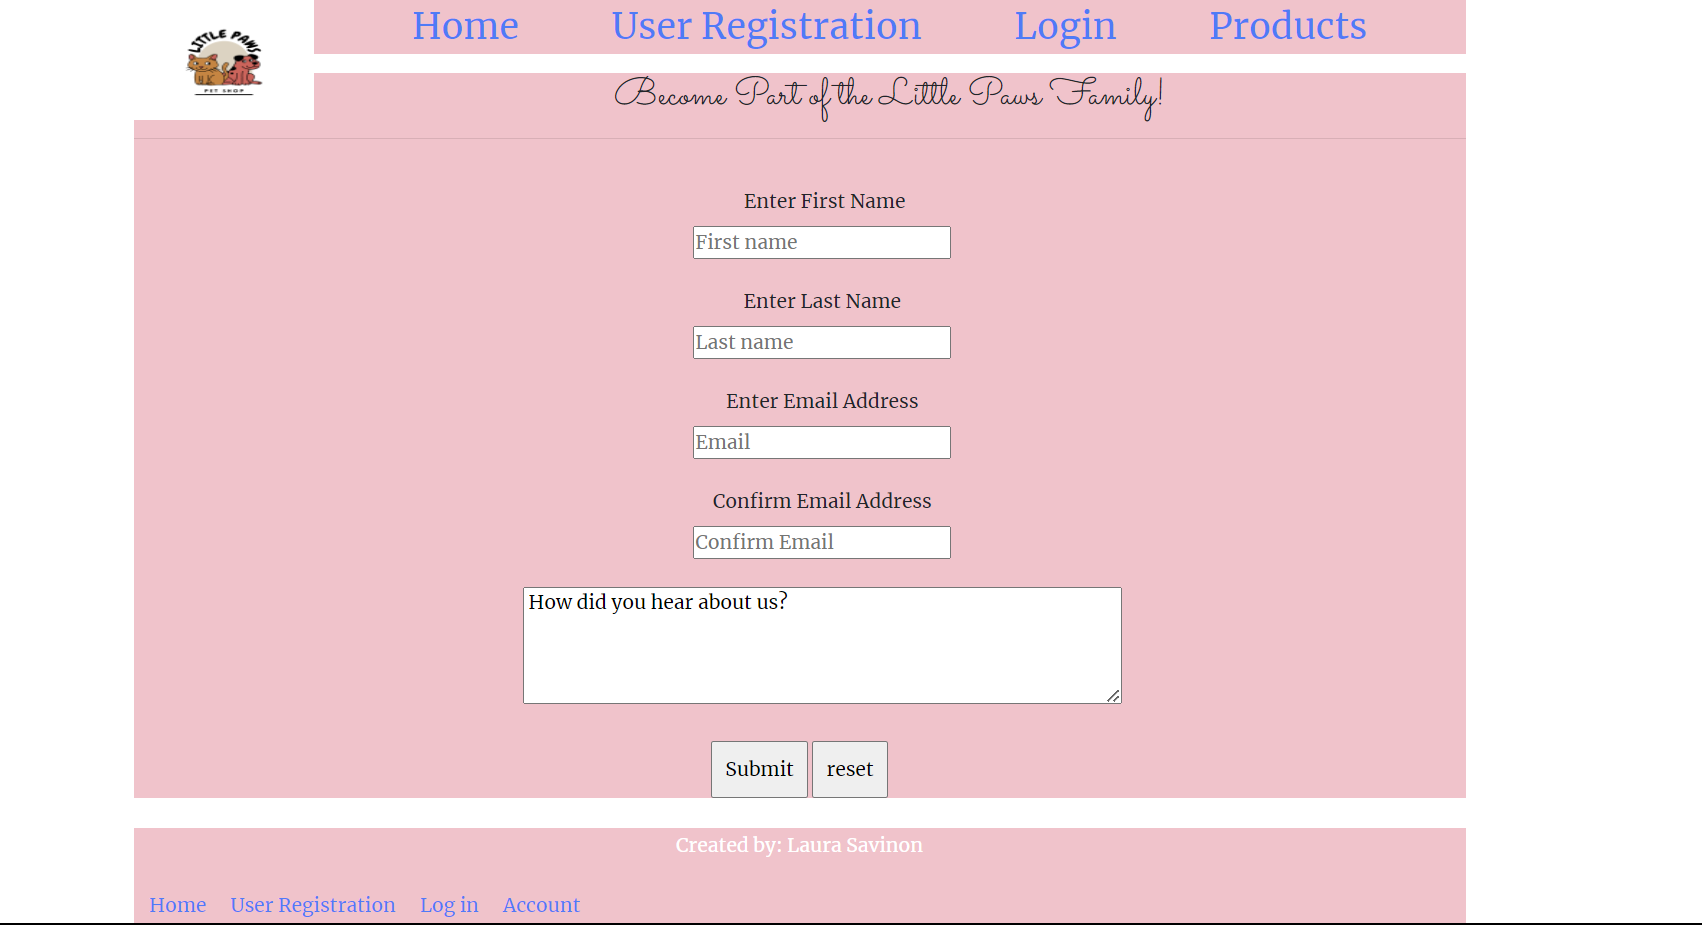 LITTLE PAWS
PET SHOP
Home User Registration Login Products
Become Part of the Little Paws Family!
Enter First Name
First name
Enter Last Name
Last name
Enter Email Address
Email
Confirm Email Address
Confirm Email
How did you hear about us?
Submit reset
Created by: Laura Savinon
Home User Registration Log in Account